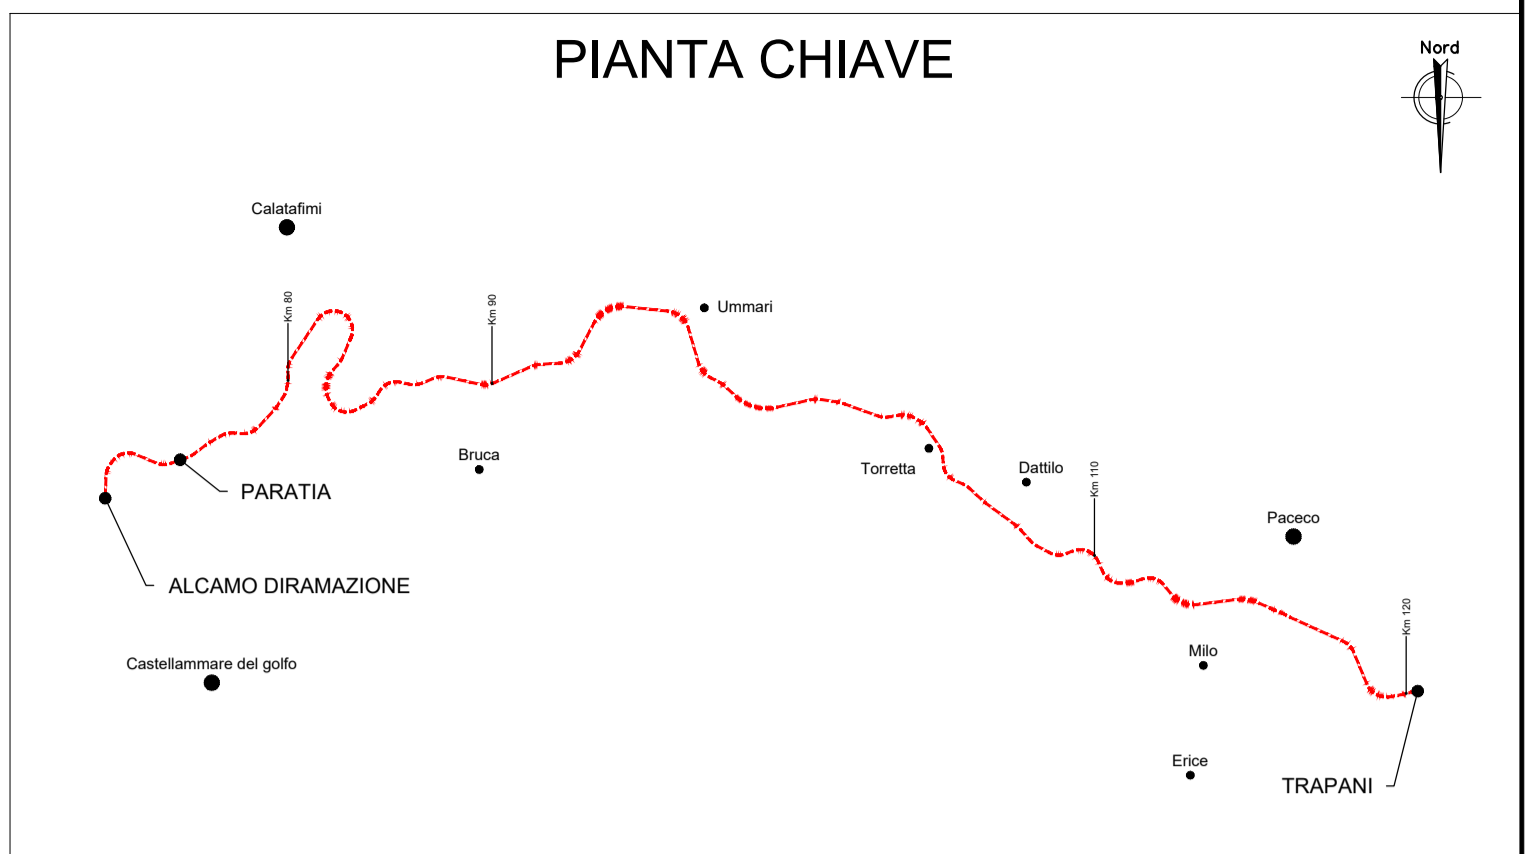 PIANTA CHIAVE
Nord
Calatafimi
Km 80
Km 90
Ummari
Bruca
Torretta
Dattilo
Km 110
PARATIA
Paceco
ALCAMO DIRAMAZIONE
Km 120
Castellammare del golfo
Milo
Erice
TRAPANI